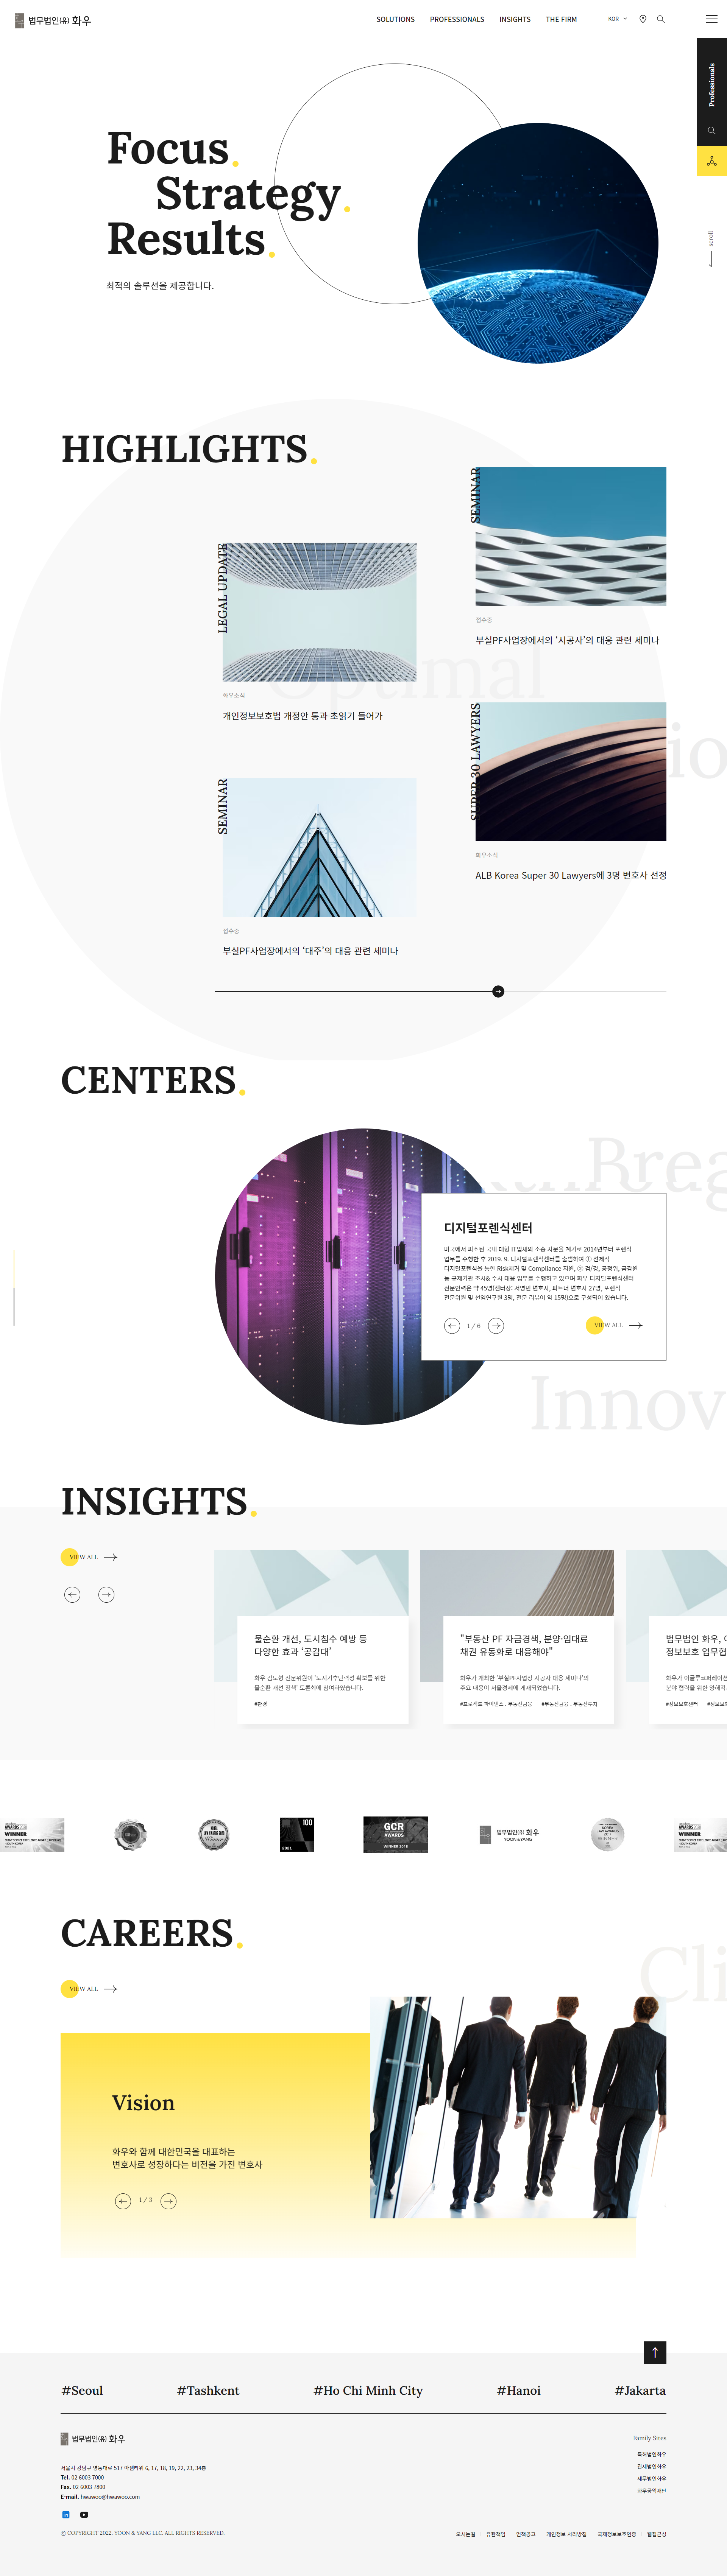 법무법인(유) 화우
SOLUTIONS PROFESSIONALS INSIGHTS THE FIRM KOR
Professionals
scroll
Focus.
Strategy.
Results.
최적의 솔루션을 제공합니다.
HIGHLIGHTS.
SEMINAR
접수중
부실PF사업장에서의 ‘시공사’의 대응 관련 세미나
LEGAL UPDATE
Optimal
화우소식
개인정보보호법 개정안 통과 초읽기 들어가
SUPER 30 LAWYERS
화우소식
ALB Korea Super 30 Lawyers에 3명 변호사 선정
SEMINAR
접수중
부실PF사업장에서의 ‘대주’의 대응 관련 세미나
CENTERS.
디지털포렌식센터
미국에서 피소된 국내 대형 IT업체의 소송 자문을 계기로 2014년부터 포렌식
업무를 수행한 후 2019. 9. 디지털포렌식센터를 출범하여 ① 선제적
디지털포렌식을 통한 Risk제거 및 Compliance 지원, ② 검/경, 공정위, 금감원
등 규제기관 조사& 수사 대응 업무를 수행하고 있으며 화우 디지털포렌식센터
전문인력은 약 45명(센터장: 서영민 변호사, 파트너 변호사 27명, 포렌식
전문위원 및 선임연구원 3명, 전문 리뷰어 약 15명)으로 구성되어 있습니다.
1 / 6
VIEW ALL
Innov
INSIGHTS.
VIEW ALL
물순환 개선, 도시침수 예방 등
다양한 효과 ‘공감대’
화우 김도형 전문위원이 '도시기후탄력성 확보를 위한
물순환 개선 정책' 토론회에 참여하였습니다.
#환경
"부동산 PF 자금경색, 분양·임대료
채권 유동화로 대응해야"
화우가 개최한 '부실PF사업장 시공사 대응 세미나'의
주요 내용이 서울경제에 게재되었습니다.
#프로젝트 파이낸스 . 부동산금융 #부동산금융 . 부동산투자
법무법인 화우,
정보보호 업무협
화우가 이글루코퍼레이션
분야 협력을 위한 양해각
#정보보호센터 #정보보호
WINNER
Winner
100
2021
GCR
AWARDS
WINNER 2019
법무법인(유) 화우
YOON & YANG
WINNER
WINNER
CAREERS.
VIEW ALL
Cli
Vision
화우와 함께 대한민국을 대표하는
변호사로 성장하다는 비전을 가진 변호사
1 / 3
#Seoul #Tashkent #Ho Chi Minh City #Hanoi #Jakarta
법무법인(유) 화우
서울시 강남구 영동대로 517 아셈타워 6, 17, 18, 19, 22, 23, 34층
Tel. 02 6003 7000
Fax. 02 6003 7800
E-mail. hwawoo@hwawoo.com
Family Sites
특허법인화우
관세법인화우
세무법인화우
화우공익재단
ⓒ COPYRIGHT 2022. YOON & YANG LLC. ALL RIGHTS RESERVED.
오시는길 유한책임 면책공고 개인정보 처리방침 국제정보보호인증 웹접근성